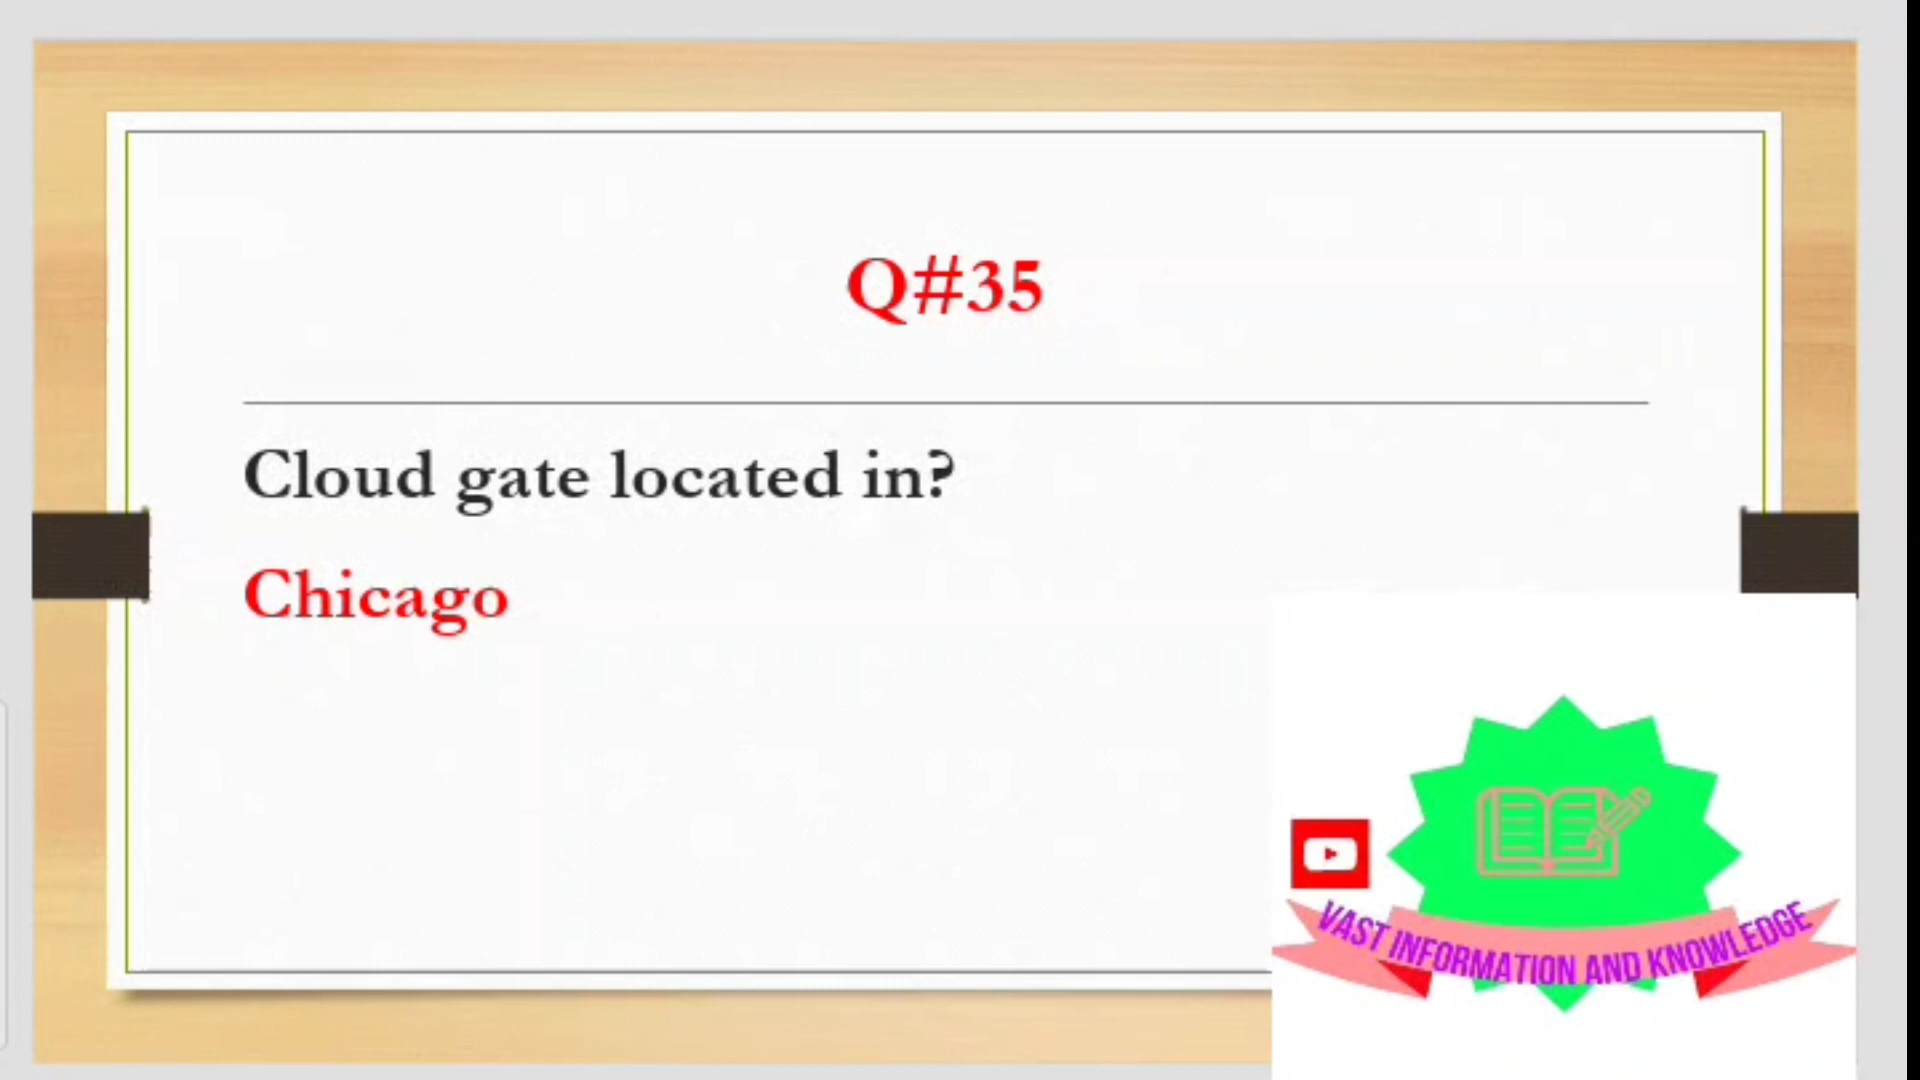 Q#35
Cloud gate located in?
Chicago
VAST INFORMATION AND KNOWLEDGE